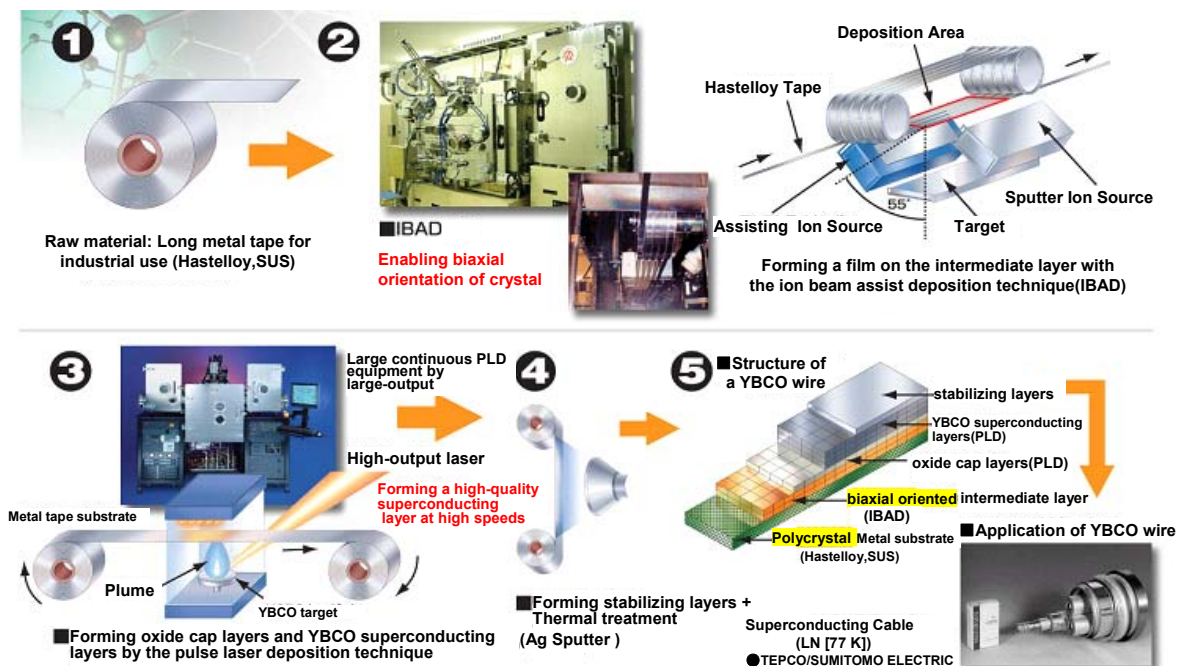 1
2
Raw material: Long metal tape for
industrial use (Hastelloy,SUS)
■IBAD
Enabling biaxial
orientation of crystal
Deposition Area
Hastelloy Tape
55°
Sputter Ion Source
Assisting Ion Source
Target
Forming a film on the intermediate layer with
the ion beam assist deposition technique(IBAD)
3
Large continuous PLD
equipment by
large-output
High-output laser
Forming a high-quality
superconducting
layer at high speeds
Metal tape substrate
Plume
YBCO target
■Forming oxide cap layers and YBCO superconducting
layers by the pulse laser deposition technique
4
■Forming stabilizing layers +
Thermal treatment
(Ag Sputter )
5
■Structure of
a YBCO wire
stabilizing layers
YBCO superconducting
layers(PLD)
oxide cap layers(PLD)
biaxial oriented intermediate layer
(IBAD)
Polycrystal Metal substrate
(Hastelloy,SUS)
■Application of YBCO wire
Superconducting Cable
(LN [77 K])
●TEPCO/SUMITOMO ELECTRIC